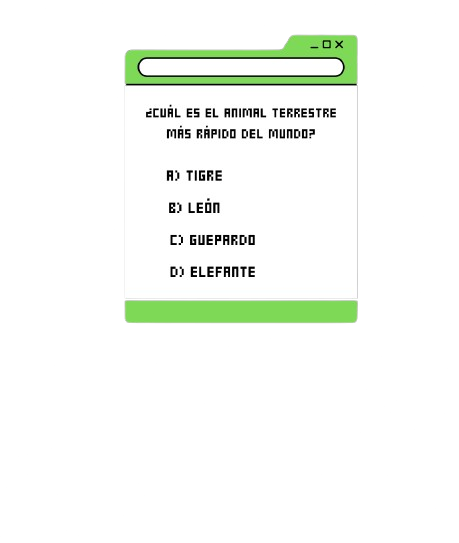 ¿CUÁL ES EL ANIMAL TERRESTRE
MÁS RÁPIDO DEL MUNDO?
A) TIGRE
B) LEÓN
C) GUEPARDO
D) ELEFANTE